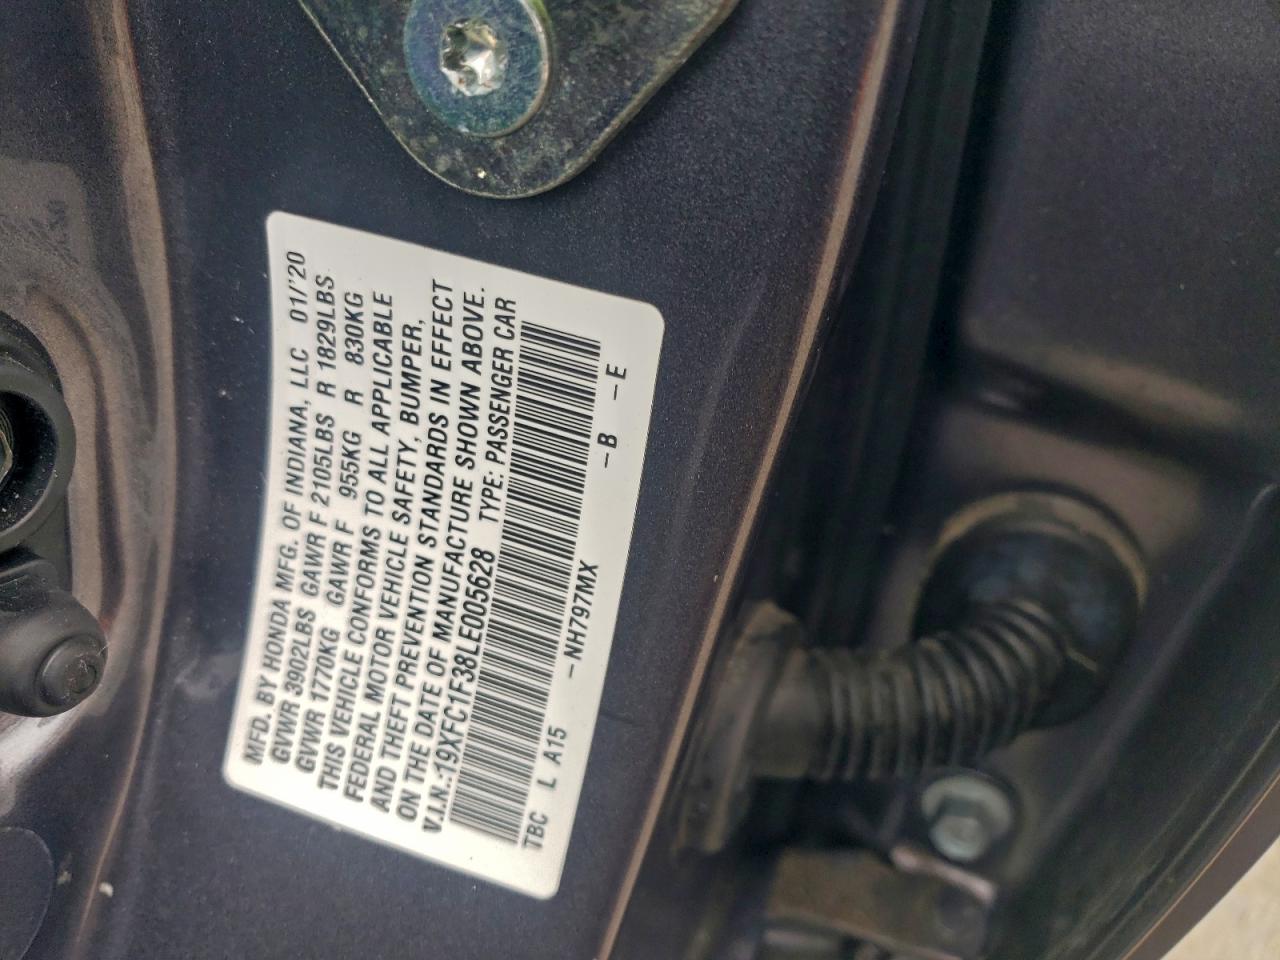 MFD. BY HONDA MFG. OF INDIANA, LLC 01/'20
GVWR 3902LBS GAWR F 2105LBS R 1829LBS
GVWR 1770KG GAWR F 955KG R 830KG
THIS VEHICLE CONFORMS TO ALL APPLICABLE
FEDERAL MOTOR VEHICLE SAFETY, BUMPER,
AND THEFT PREVENTION STANDARDS IN EFFECT
ON THE DATE OF MANUFACTURE SHOWN ABOVE.
V.I.N.:19XFC1F38LE005628 TYPE: PASSENGER CAR
TBC L A15 –NH797MX –B –E